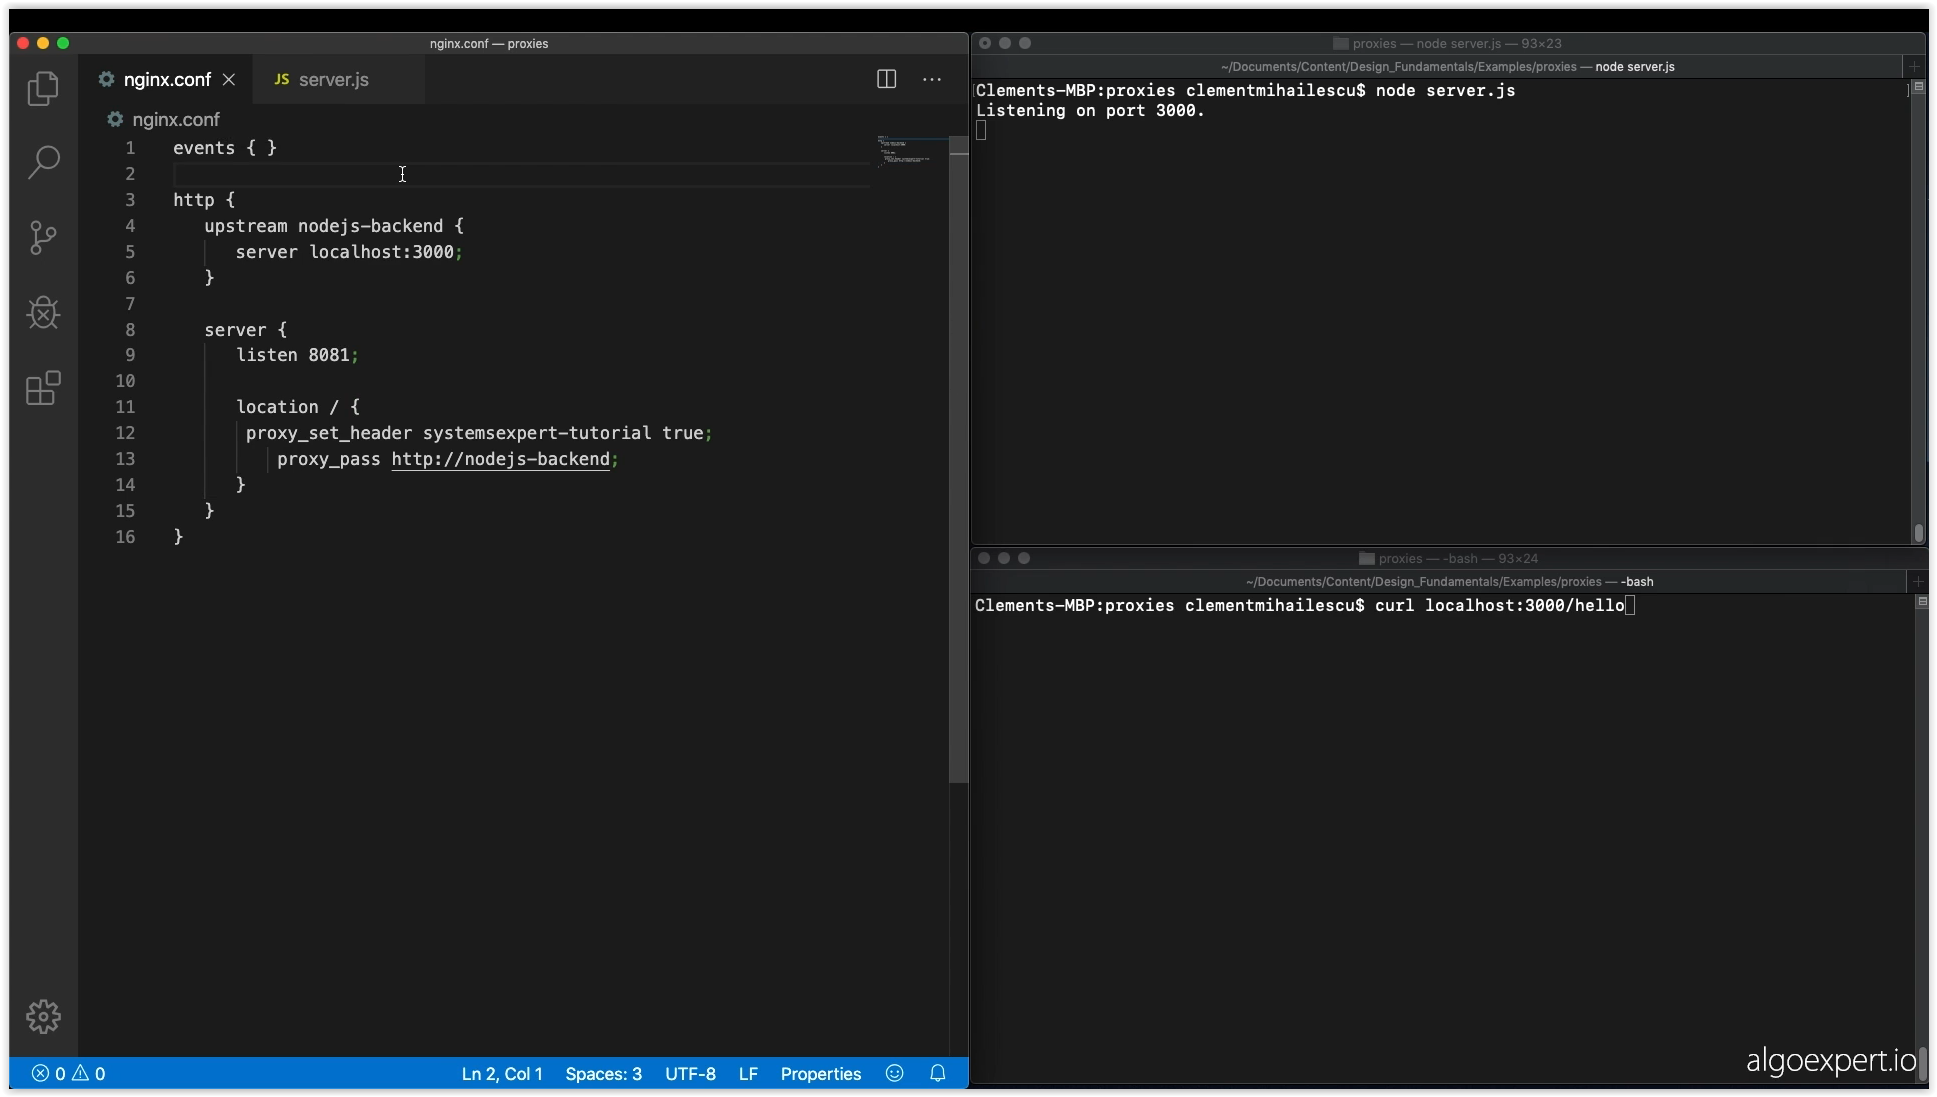 nginx.conf — proxies
nginx.conf
JS server.js
nginx.conf
1 events { }
2
3 http {
4 upstream nodejs-backend {
5 server localhost:3000;
6 }
7
8 server {
9 listen 8081;
10
11 location / {
12 proxy_set_header systemsexpert-tutorial true;
13 proxy_pass http://nodejs-backend;
14 }
15 }
16 }
0 0
Ln 2, Col 1 Spaces: 3 UTF-8 LF Properties
proxies — node server.js — 93×23
~/Documents/Content/Design_Fundamentals/Examples/proxies — node server.js
[Clements-MBP:proxies clementmihailescu$ node server.js ]
Listening on port 3000.
proxies — -bash — 93×24
~/Documents/Content/Design_Fundamentals/Examples/proxies — -bash
Clements-MBP:proxies clementmihailescu$ curl localhost:3000/hello
algoexpert.io